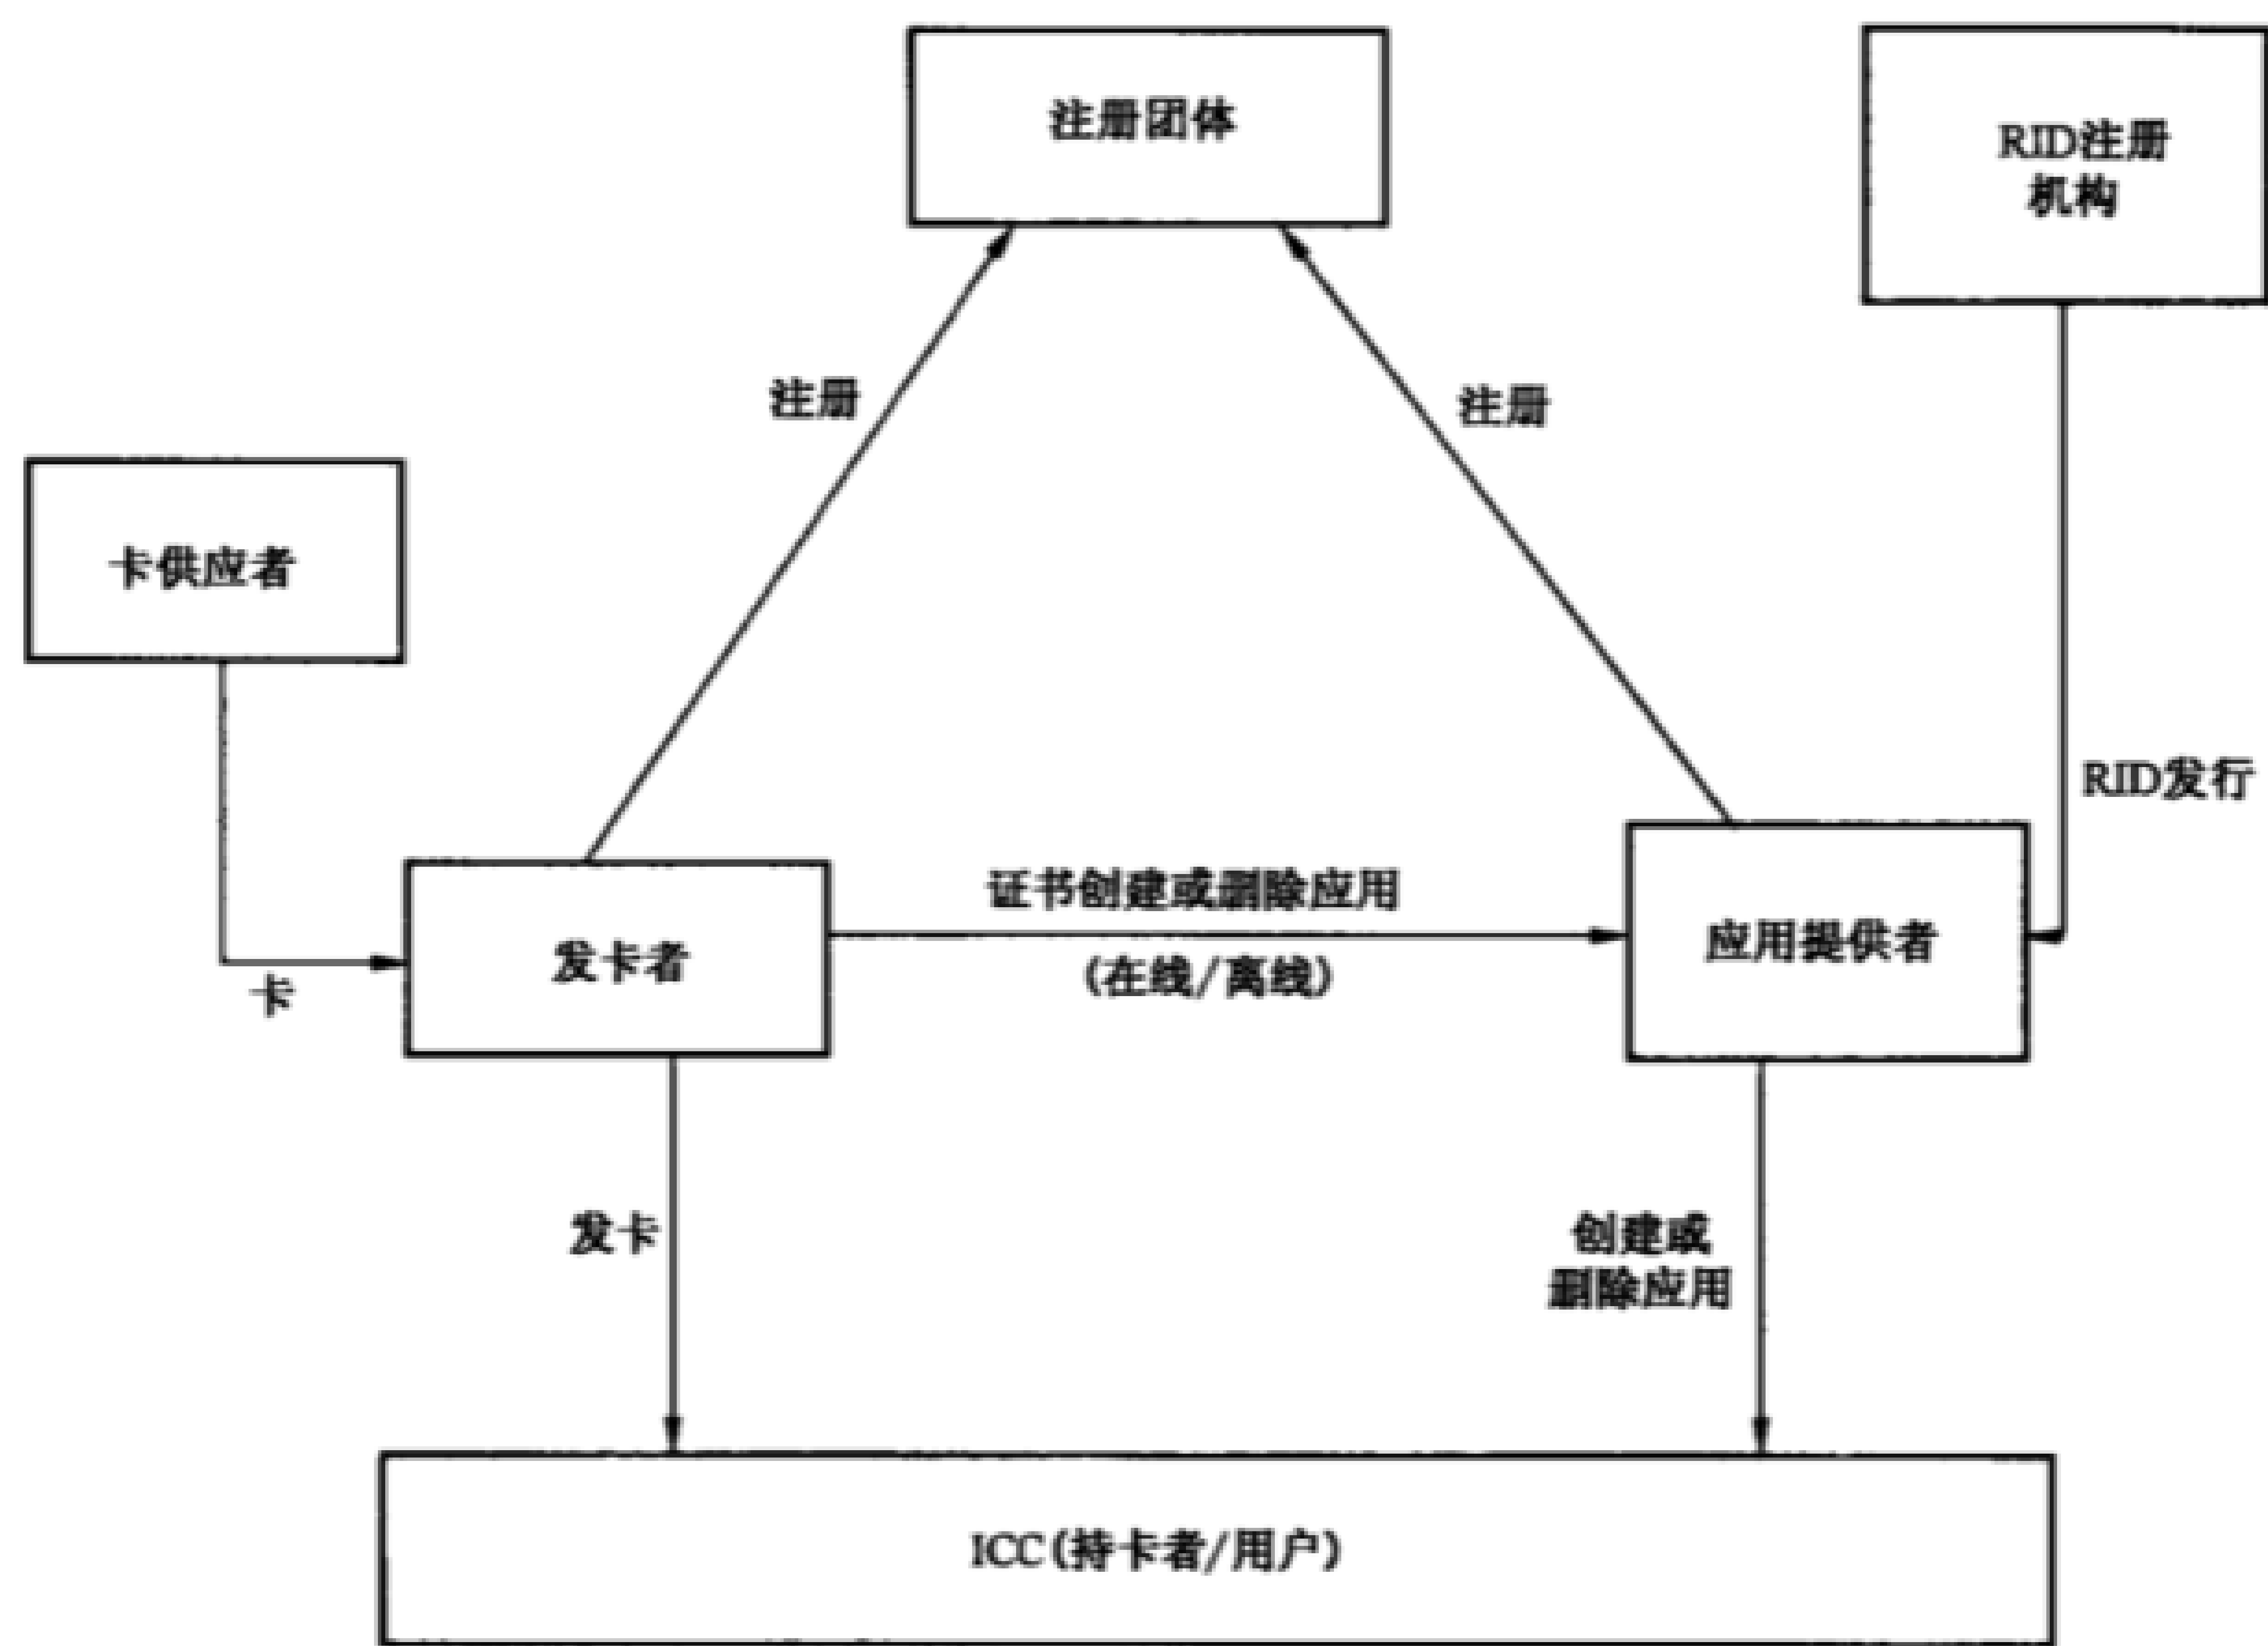 注册团体
RID注册
机构
注册
注册
卡供应者
RID发行
证书创建或删除应用
发卡者
应用提供者
(在线/离线)
卡
发卡
创建或
删除应用
ICC(持卡者/用户)